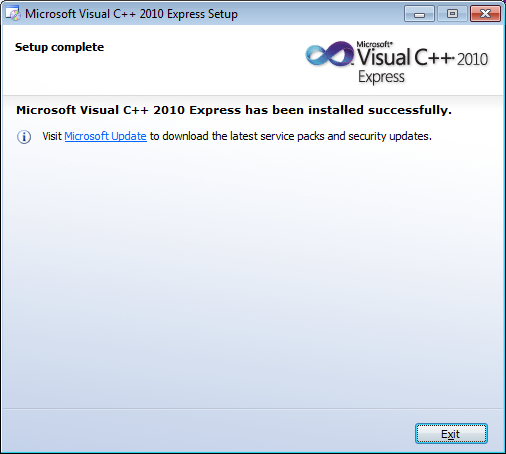 Microsoft Visual C++ 2010 Express Setup
Setup complete
Microsoft®
Visual C++ 2010
Express
Microsoft Visual C++ 2010 Express has been installed successfully.
Visit Microsoft Update to download the latest service packs and security updates.
Exit